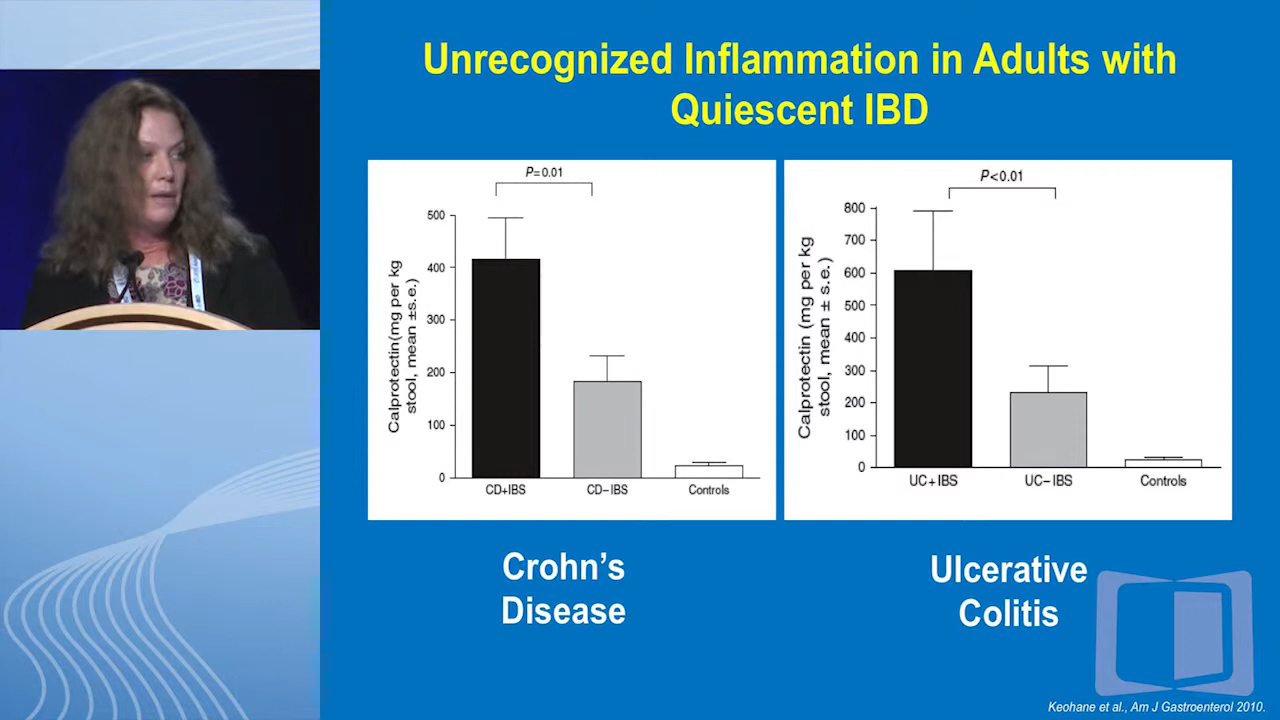 Unrecognized Inflammation in Adults with
Quiescent IBD
P=0.01
Calprotectin(mg per kg
stool, mean ±s.e.)
500
400
300
200
100
0
CD+IBS
CD–IBS
Controls
P<0.01
Calprotectin (mg per kg
stool, mean ± s.e.)
800
700
600
500
400
300
200
100
0
UC+IBS
UC–IBS
Controls
Crohn’s
Disease
Ulcerative
Colitis
Keohane et al., Am J Gastroenterol 2010.